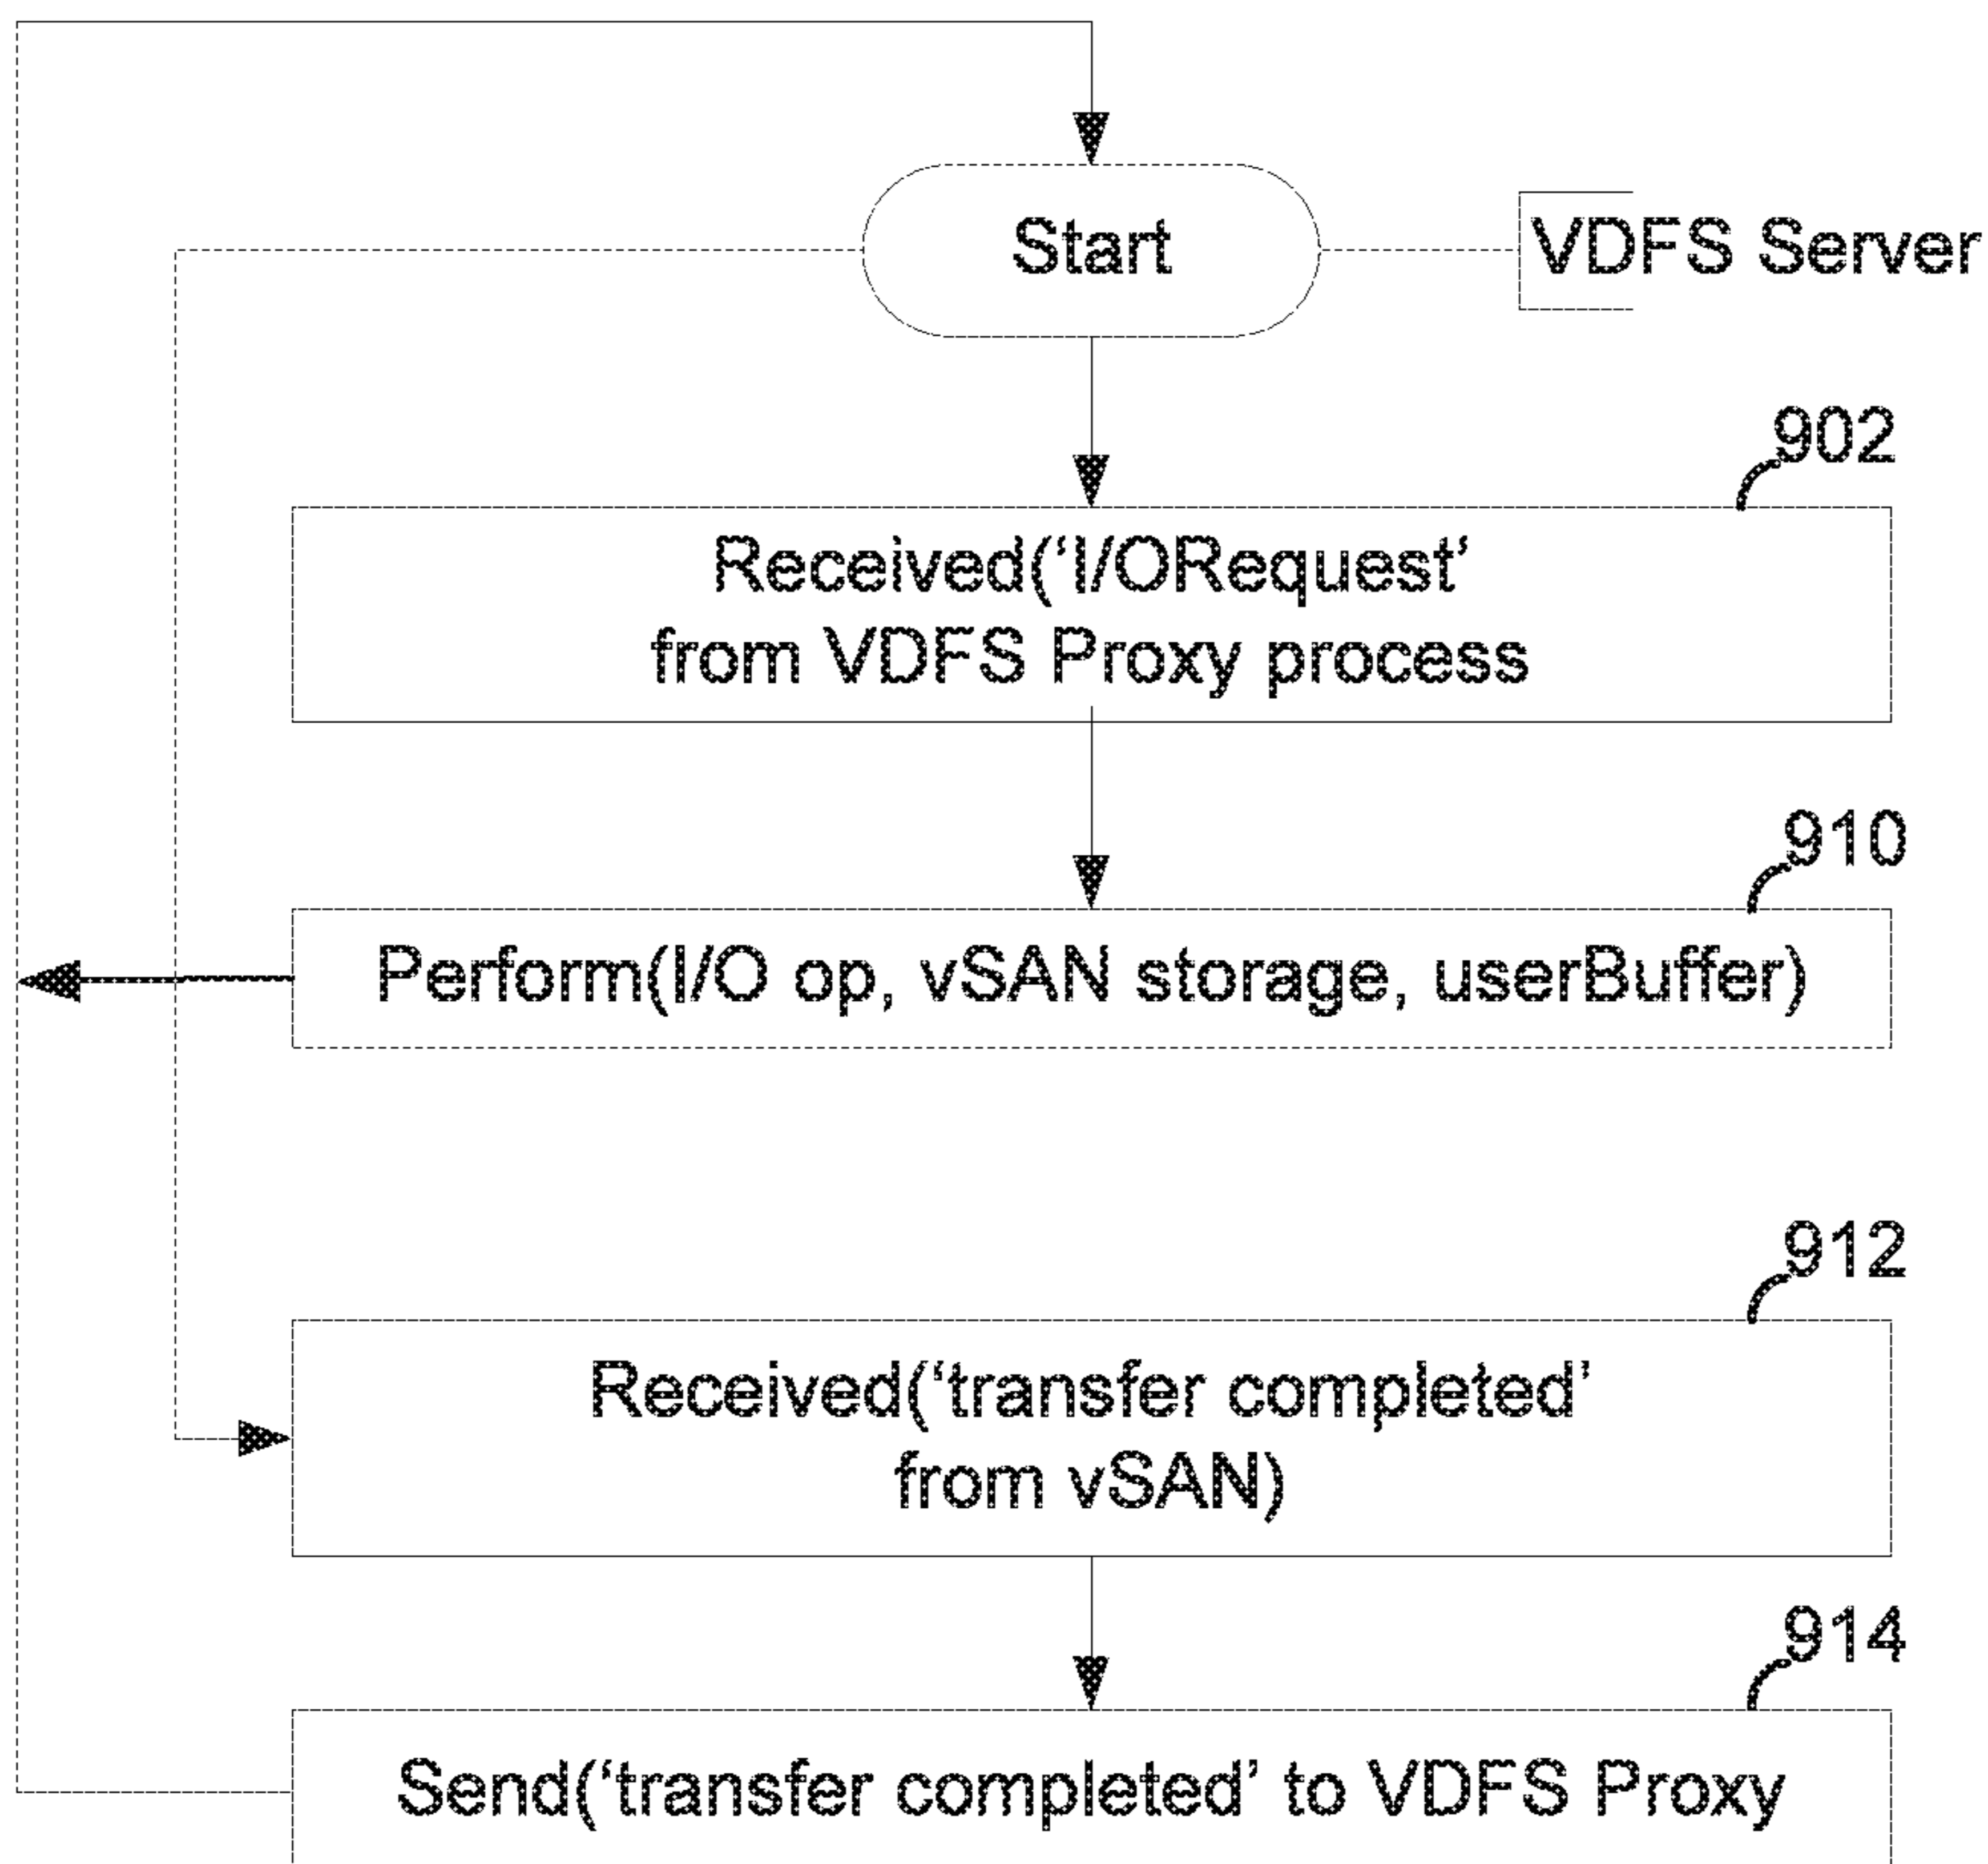 Start
VDFS Server
902
Received(‘I/ORequest‘
from VDFS Proxy process
910
Perform(I/O op, vSAN storage, userBuffer)
912
Received(‘transfer completed’
from vSAN)
914
Send(‘transfer completed’ to VDFS Proxy